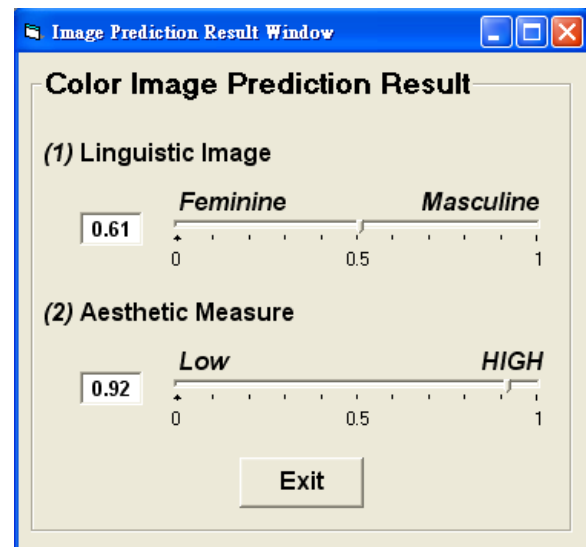 Image Prediction Result Window
Color Image Prediction Result
(1) Linguistic Image
Feminine Masculine
0.61
0 0.5 1
(2) Aesthetic Measure
Low HIGH
0.92
0 0.5 1
Exit